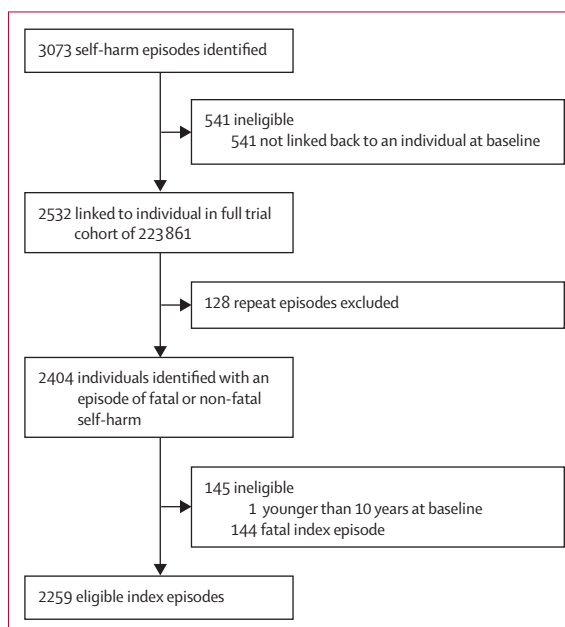 3073 self-harm episodes identified
541 ineligible
541 not linked back to an individual at baseline
2532 linked to individual in full trial
cohort of 223 861
128 repeat episodes excluded
2404 individuals identified with an
episode of fatal or non-fatal
self-harm
145 ineligible
1 younger than 10 years at baseline
144 fatal index episode
2259 eligible index episodes